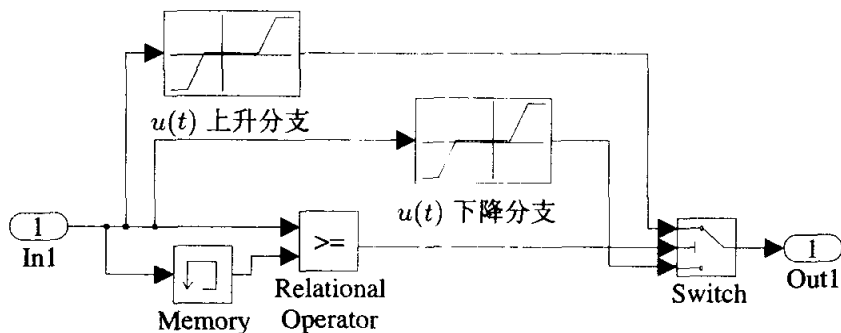 u(t) 上升分支
u(t) 下降分支
1
In1
>=
1
Out1
Memory
Relational
Operator
Switch